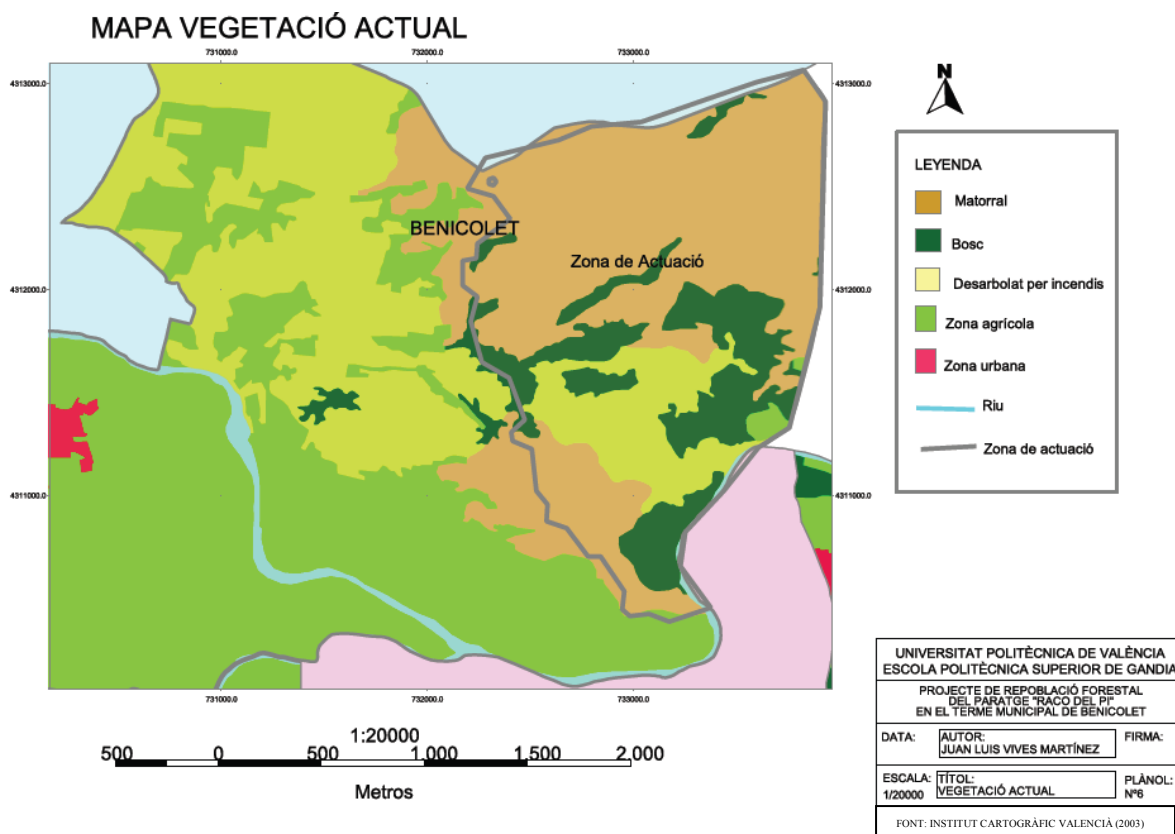 MAPA VEGETACIÓ ACTUAL
731000.0 732000.0 733000.0
4313000.0 4313000.0
4312000.0 4312000.0
4311000.0 4311000.0
731000.0 732000.0 733000.0
BENICOLET
Zona de Actuació
N
LEYENDA
Matorral
Bosc
Desarbolat per incendis
Zona agrícola
Zona urbana
Riu
Zona de actuació
1:20000
500 0 500 1.000 1.500 2.000
Metros
UNIVERSITAT POLITÈCNICA DE VALÈNCIA
ESCOLA POLITÈCNICA SUPERIOR DE GANDIA
PROJECTE DE REPOBLACIÓ FORESTAL
DEL PARATGE "RACO DEL PI"
EN EL TERME MUNICIPAL DE BENICOLET
DATA: AUTOR: FIRMA:
JUAN LUIS VIVES MARTÍNEZ
ESCALA: TÍTOL: PLÀNOL:
1/20000 VEGETACIÓ ACTUAL Nº6
FONT: INSTITUT CARTOGRÀFIC VALENCIÀ (2003)